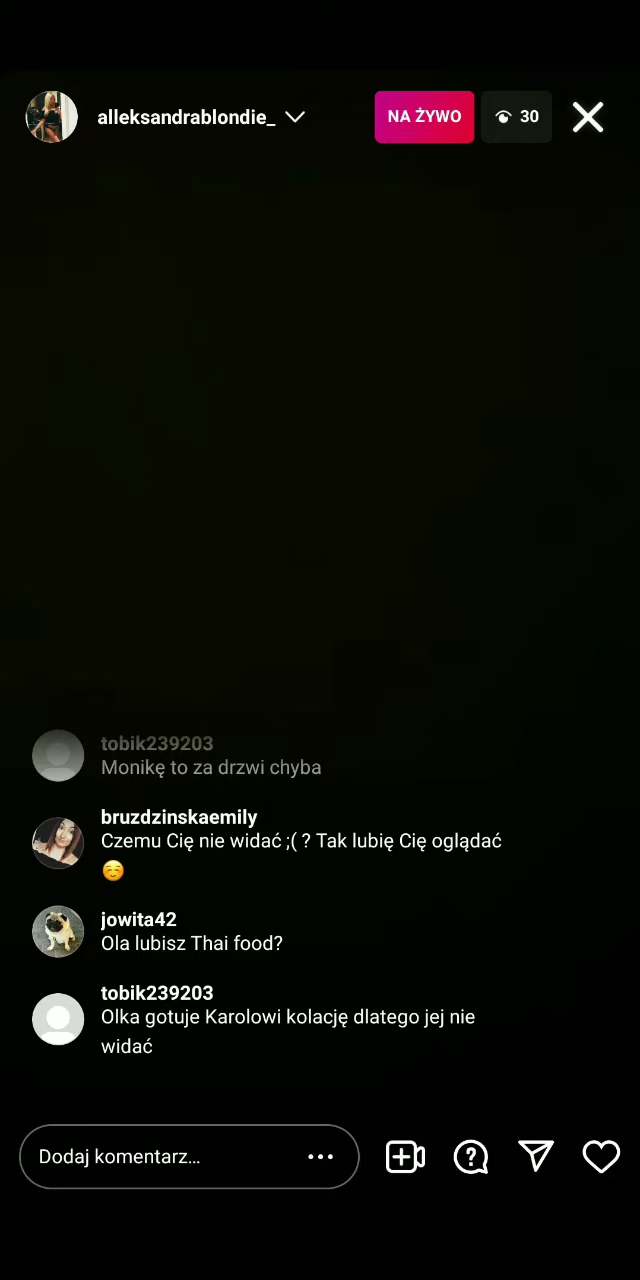 alleksandrablondie_
NA ŻYWO
30
tobik239203
Monikę to za drzwi chyba
bruzdzinskaemily
Czemu Cię nie widać ;( ? Tak lubię Cię oglądać
☺️
jowita42
Ola lubisz Thai food?
tobik239203
Olka gotuje Karolowi kolację dlatego jej nie
widać
Dodaj komentarz...